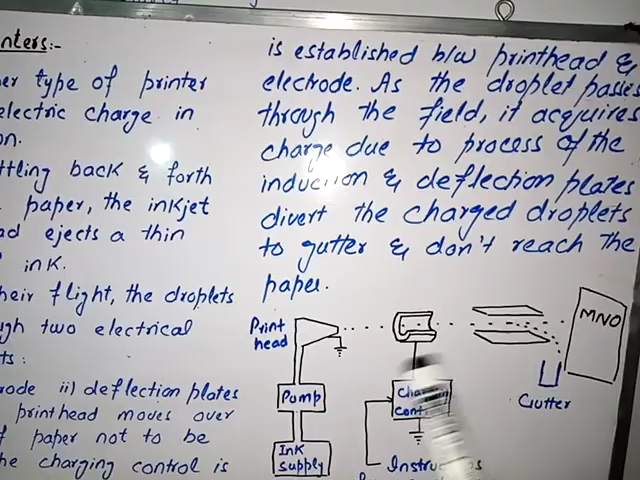 nters:-
er type of printer
electric charge in
on.
ttling back & forth
paper, the inkjet
ad ejects a thin
ink.
heir flight, the droplets
ugh two electrical
ts:
rode ii) deflection plates
printhead moves over
f paper not to be
he charging control is
is established b/w printhead &
electrode. As the droplet passes
through the field, it acquires
charge due to process of the
induction & deflection plates
divert the charged droplets
to gutter & don't reach the
paper.
Print
head
MNO
Pump
Gutter
Ink
supply